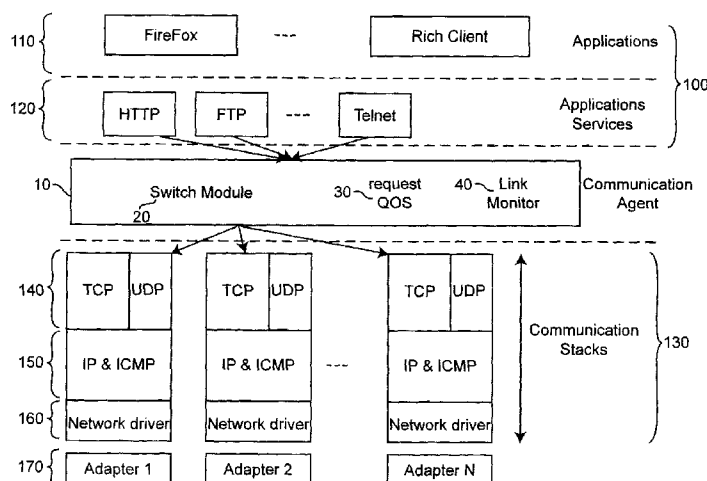 110
FireFox
---
Rich Client
Applications
100
120
HTTP
FTP
---
Telnet
Applications
Services
10
Switch Module
20
30
request
QOS
40
Link
Monitor
Communication
Agent
140
TCP
UDP
TCP
UDP
TCP
UDP
Communication
Stacks
130
150
IP & ICMP
IP & ICMP
---
IP & ICMP
160
Network driver
Network driver
Network driver
170
Adapter 1
Adapter 2
Adapter N